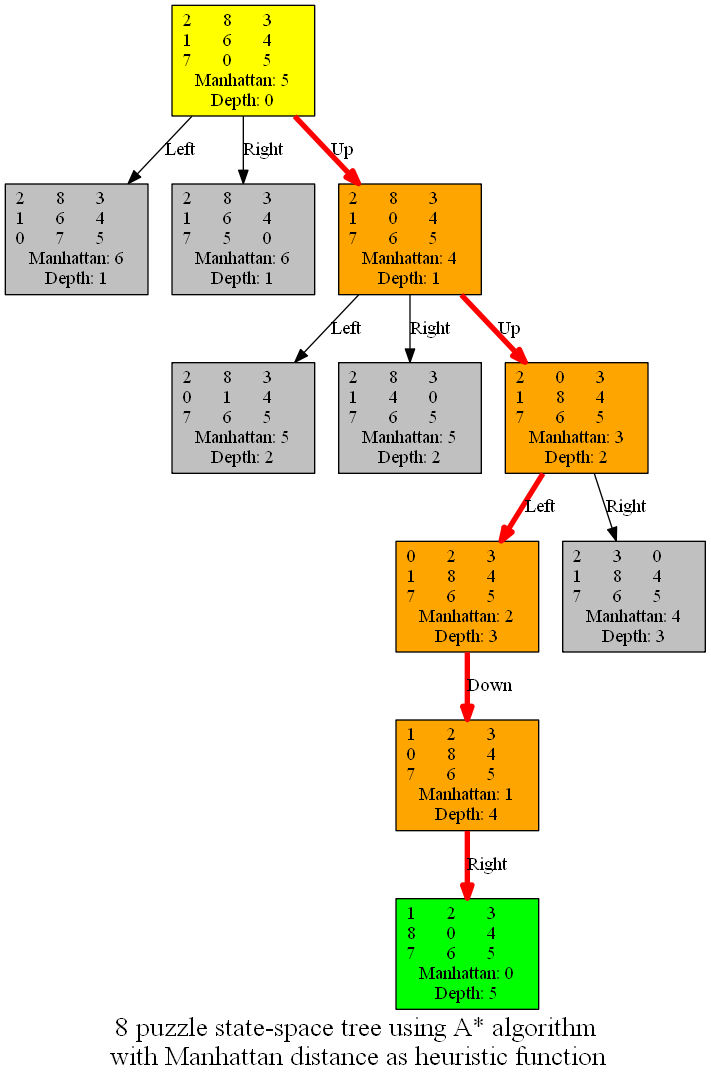 2 8 3
1 6 4
7 0 5
Manhattan: 5
Depth: 0
Left
Right
Up
2 8 3
1 6 4
0 7 5
Manhattan: 6
Depth: 1
2 8 3
1 6 4
7 5 0
Manhattan: 6
Depth: 1
2 8 3
1 0 4
7 6 5
Manhattan: 4
Depth: 1
Left
Right
Up
2 8 3
0 1 4
7 6 5
Manhattan: 5
Depth: 2
2 8 3
1 4 0
7 6 5
Manhattan: 5
Depth: 2
2 0 3
1 8 4
7 6 5
Manhattan: 3
Depth: 2
Left
Right
0 2 3
1 8 4
7 6 5
Manhattan: 2
Depth: 3
2 3 0
1 8 4
7 6 5
Manhattan: 4
Depth: 3
Down
1 2 3
0 8 4
7 6 5
Manhattan: 1
Depth: 4
Right
1 2 3
8 0 4
7 6 5
Manhattan: 0
Depth: 5
8 puzzle state-space tree using A* algorithm
with Manhattan distance as heuristic function